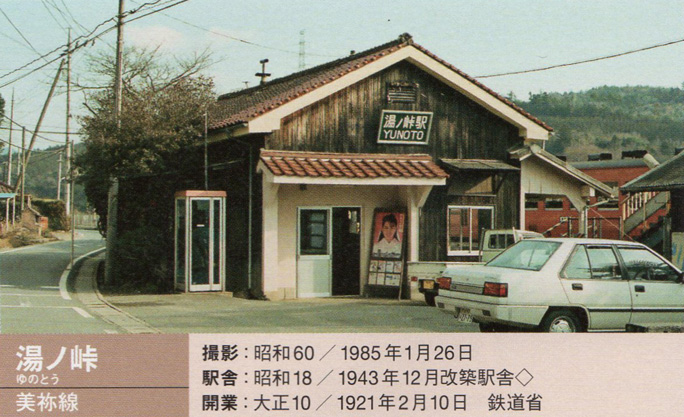 湯ノ峠駅
YUNOTO
湯ノ峠
ゆのとう
美祢線
撮影：昭和60／1985年1月26日
駅舎：昭和18／1943年12月改築駅舎◇
開業：大正10／1921年2月10日　鉄道省